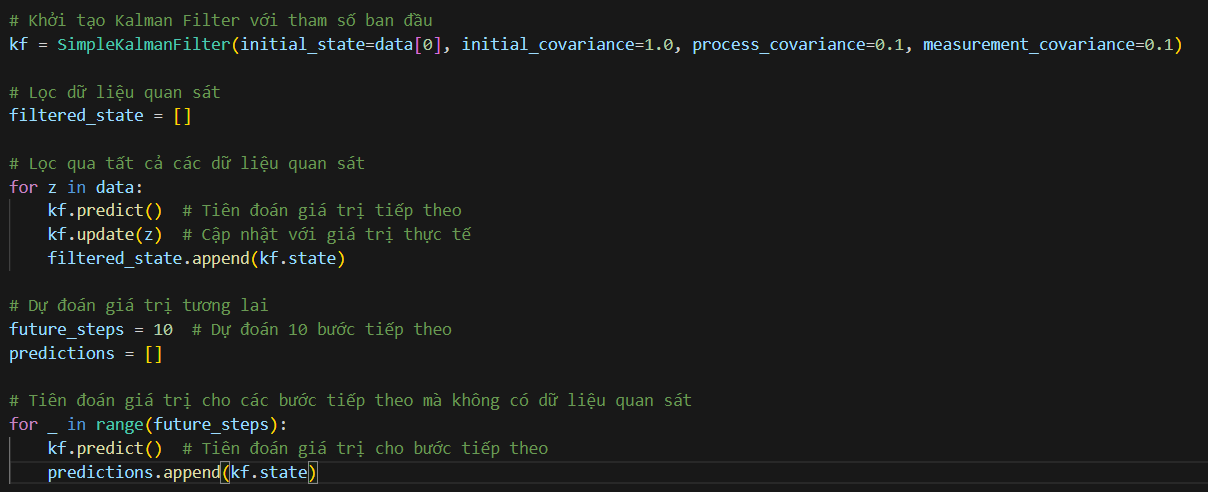 # Khởi tạo Kalman Filter với tham số ban đầu
kf = SimpleKalmanFilter(initial_state=data[0], initial_covariance=1.0, process_covariance=0.1, measurement_covariance=0.1)
# Lọc dữ liệu quan sát
filtered_state = []
# Lọc qua tất cả các dữ liệu quan sát
for z in data:
    kf.predict()  # Tiên đoán giá trị tiếp theo
    kf.update(z)  # Cập nhật với giá trị thực tế
    filtered_state.append(kf.state)
# Dự đoán giá trị tương lai
future_steps = 10  # Dự đoán 10 bước tiếp theo
predictions = []
# Tiên đoán giá trị cho các bước tiếp theo mà không có dữ liệu quan sát
for _ in range(future_steps):
    kf.predict()  # Tiên đoán giá trị cho bước tiếp theo
    predictions.append(kf.state)